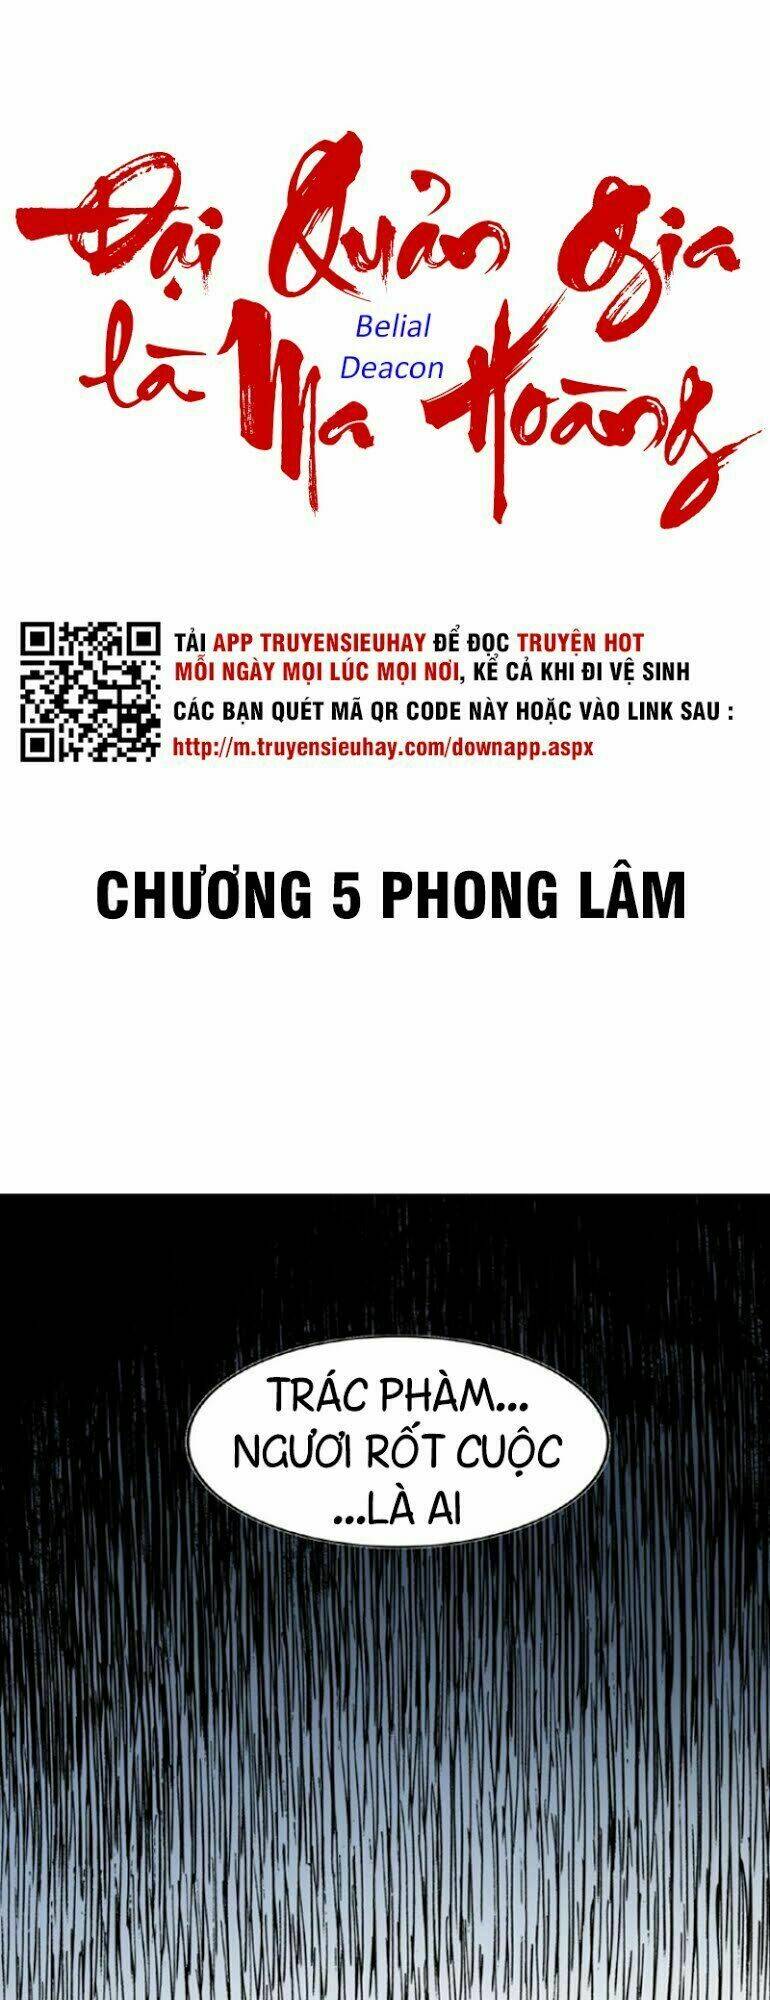 Đại Quản Gia
là Ma Hoàng
Belial
Deacon
TẢI APP TRUYENSIEUHAY ĐỂ ĐỌC TRUYỆN HOT
MỖI NGÀY MỌI LÚC MỌI NƠI, KỂ CẢ KHI ĐI VỆ SINH
CÁC BẠN QUÉT MÃ QR CODE NÀY HOẶC VÀO LINK SAU :
http://m.truyensieuhay.com/downapp.aspx
CHƯƠNG 5 PHONG LÂM
TRÁC PHÀM...
NGƯƠI RỐT CUỘC
...LÀ AI